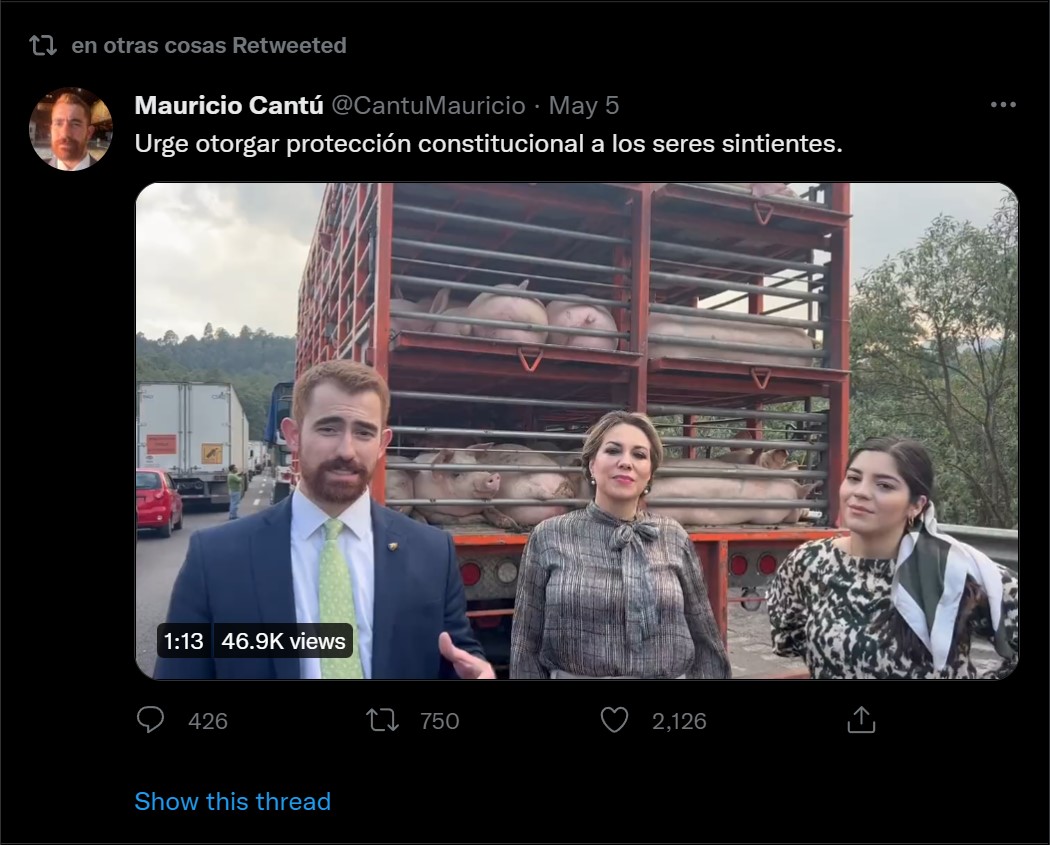 en otras cosas Retweeted
Mauricio Cantú @CantuMauricio · May 5
Urge otorgar protección constitucional a los seres sintientes.
1:13 46.9K views
426 750 2,126
Show this thread